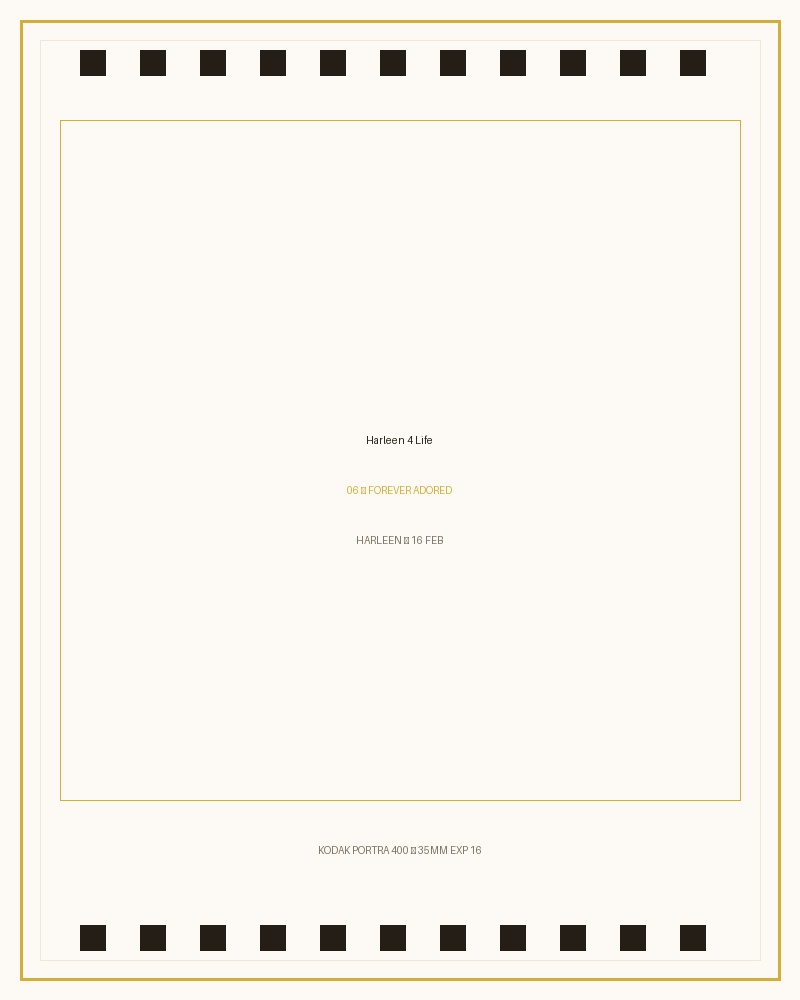 Harleen 4 Life
06 ▯ FOREVER ADORED
HARLEEN ▯ 16 FEB
KODAK PORTRA 400 ▯ 35MM EXP 16